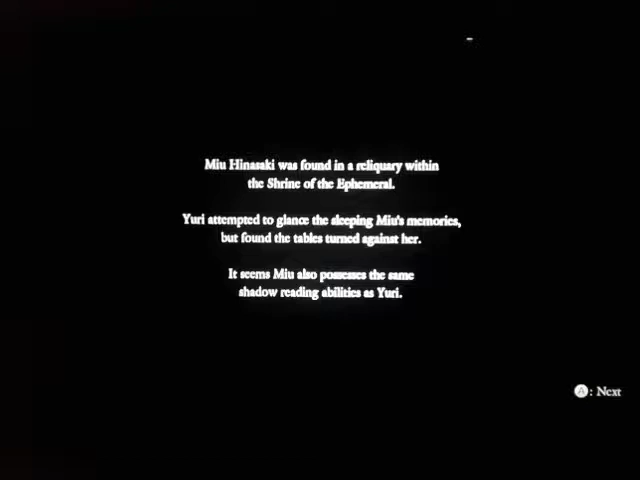 Miu Hinasaki was found in a reliquary within
the Shrine of the Ephemeral.
Yuri attempted to glance the sleeping Miu's memories,
but found the tables turned against her.
It seems Miu also possesses the same
shadow reading abilities as Yuri.
A: Next